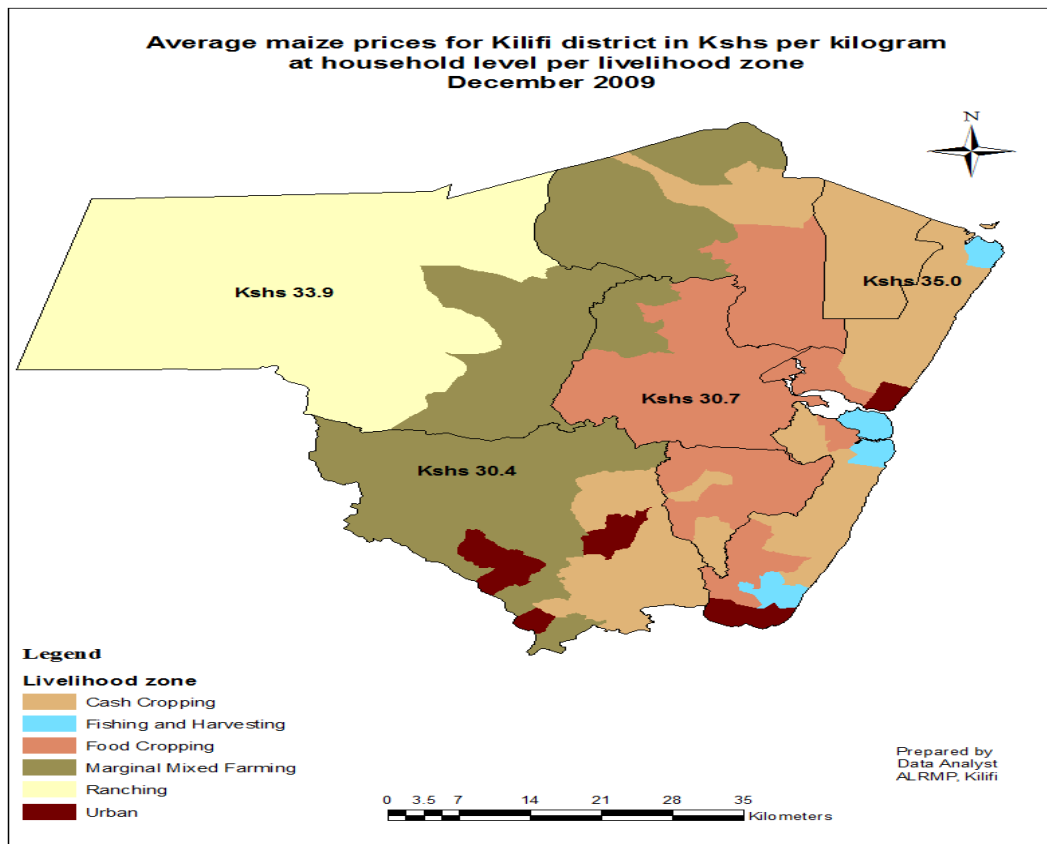 Average maize prices for Kilifi district in Kshs per kilogram
at household level per livelihood zone
December 2009
N
Kshs 33.9
Kshs 35.0
Kshs 30.7
Kshs 30.4
Legend
Livelihood zone
Cash Cropping
Fishing and Harvesting
Food Cropping
Marginal Mixed Farming
Ranching
Urban
0 3.5 7 14 21 28 35
Kilometers
Prepared by
Data Analyst
ALRMP, Kilifi